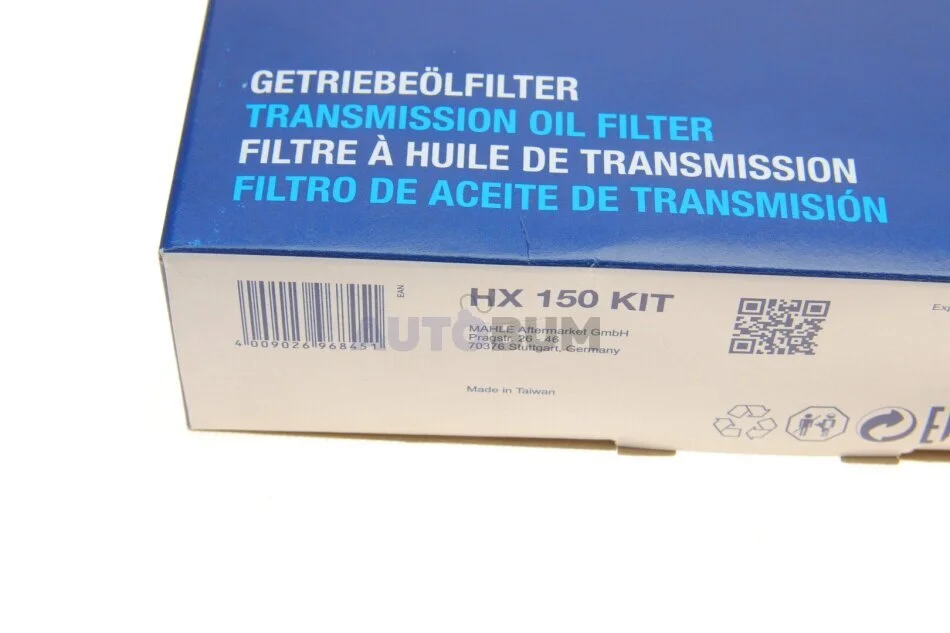 GETRIEBEÖLFILTER
TRANSMISSION OIL FILTER
FILTRE À HUILE DE TRANSMISSION
FILTRO DE ACEITE DE TRANSMISIÓN
EAN
4 009026 968451
HX 150 KIT
MAHLE Aftermarket GmbH
Pragstr. 26 - 46
70376 Stuttgart, Germany
Made in Taiwan
AUTORUM